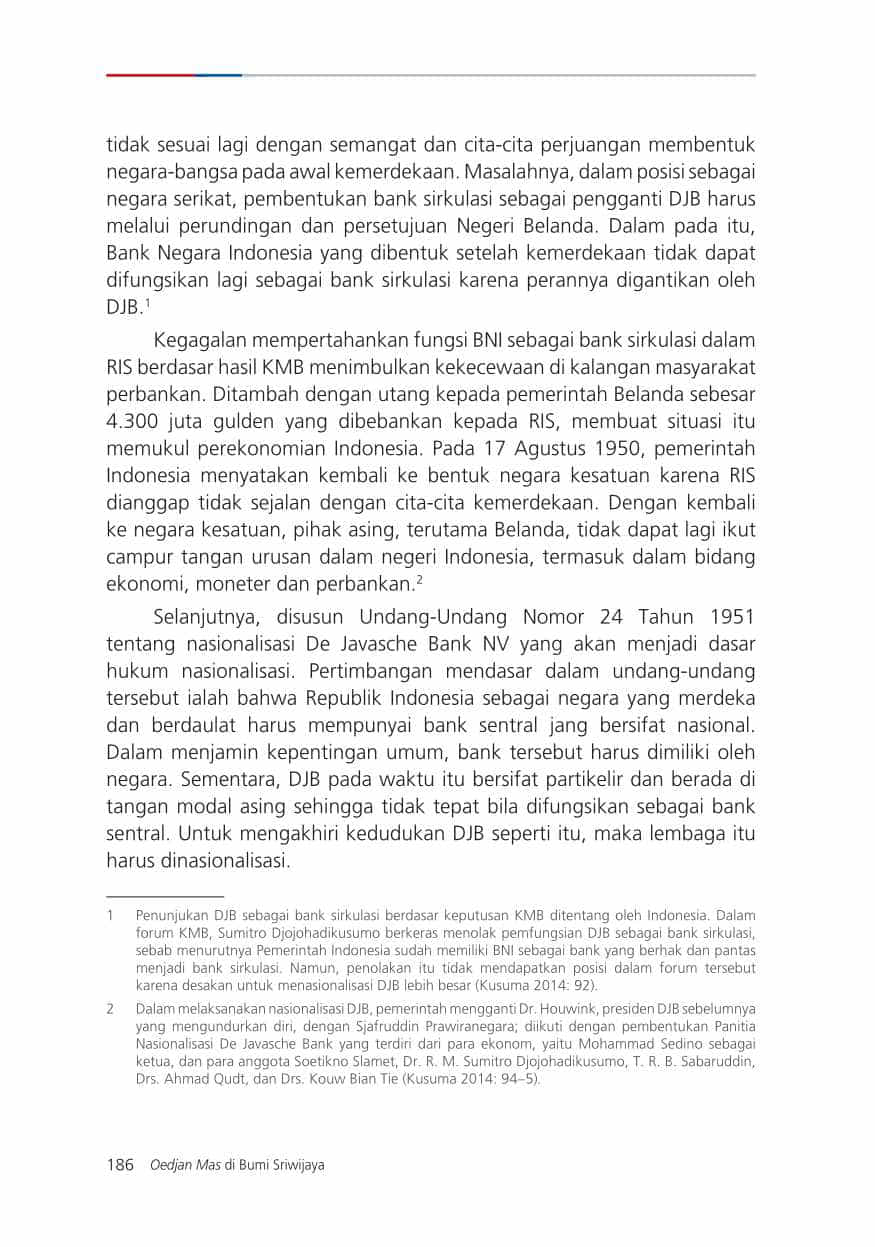 tidak sesuai lagi dengan semangat dan cita-cita perjuangan membentuk
negara-bangsa pada awal kemerdekaan. Masalahnya, dalam posisi sebagai
negara serikat, pembentukan bank sirkulasi sebagai pengganti DJB harus
melalui perundingan dan persetujuan Negeri Belanda. Dalam pada itu,
Bank Negara Indonesia yang dibentuk setelah kemerdekaan tidak dapat
difungsikan lagi sebagai bank sirkulasi karena perannya digantikan oleh
DJB.1
Kegagalan mempertahankan fungsi BNI sebagai bank sirkulasi dalam
RIS berdasar hasil KMB menimbulkan kekecewaan di kalangan masyarakat
perbankan. Ditambah dengan utang kepada pemerintah Belanda sebesar
4.300 juta gulden yang dibebankan kepada RIS, membuat situasi itu
memukul perekonomian Indonesia. Pada 17 Agustus 1950, pemerintah
Indonesia menyatakan kembali ke bentuk negara kesatuan karena RIS
dianggap tidak sejalan dengan cita-cita kemerdekaan. Dengan kembali
ke negara kesatuan, pihak asing, terutama Belanda, tidak dapat lagi ikut
campur tangan urusan dalam negeri Indonesia, termasuk dalam bidang
ekonomi, moneter dan perbankan.2
Selanjutnya, disusun Undang-Undang Nomor 24 Tahun 1951
tentang nasionalisasi De Javasche Bank NV yang akan menjadi dasar
hukum nasionalisasi. Pertimbangan mendasar dalam undang-undang
tersebut ialah bahwa Republik Indonesia sebagai negara yang merdeka
dan berdaulat harus mempunyai bank sentral jang bersifat nasional.
Dalam menjamin kepentingan umum, bank tersebut harus dimiliki oleh
negara. Sementara, DJB pada waktu itu bersifat partikelir dan berada di
tangan modal asing sehingga tidak tepat bila difungsikan sebagai bank
sentral. Untuk mengakhiri kedudukan DJB seperti itu, maka lembaga itu
harus dinasionalisasi.
1 Penunjukan DJB sebagai bank sirkulasi berdasar keputusan KMB ditentang oleh Indonesia. Dalam
forum KMB, Sumitro Djojohadikusumo berkeras menolak pemfungsian DJB sebagai bank sirkulasi,
sebab menurutnya Pemerintah Indonesia sudah memiliki BNI sebagai bank yang berhak dan pantas
menjadi bank sirkulasi. Namun, penolakan itu tidak mendapatkan posisi dalam forum tersebut
karena desakan untuk menasionalisasi DJB lebih besar (Kusuma 2014: 92).
2 Dalam melaksanakan nasionalisasi DJB, pemerintah mengganti Dr. Houwink, presiden DJB sebelumnya
yang mengundurkan diri, dengan Sjafruddin Prawiranegara; diikuti dengan pembentukan Panitia
Nasionalisasi De Javasche Bank yang terdiri dari para ekonom, yaitu Mohammad Sedino sebagai
ketua, dan para anggota Soetikno Slamet, Dr. R. M. Sumitro Djojohadikusumo, T. R. B. Sabaruddin,
Drs. Ahmad Qudt, dan Drs. Kouw Bian Tie (Kusuma 2014: 94–5).
186 Oedjan Mas di Bumi Sriwijaya